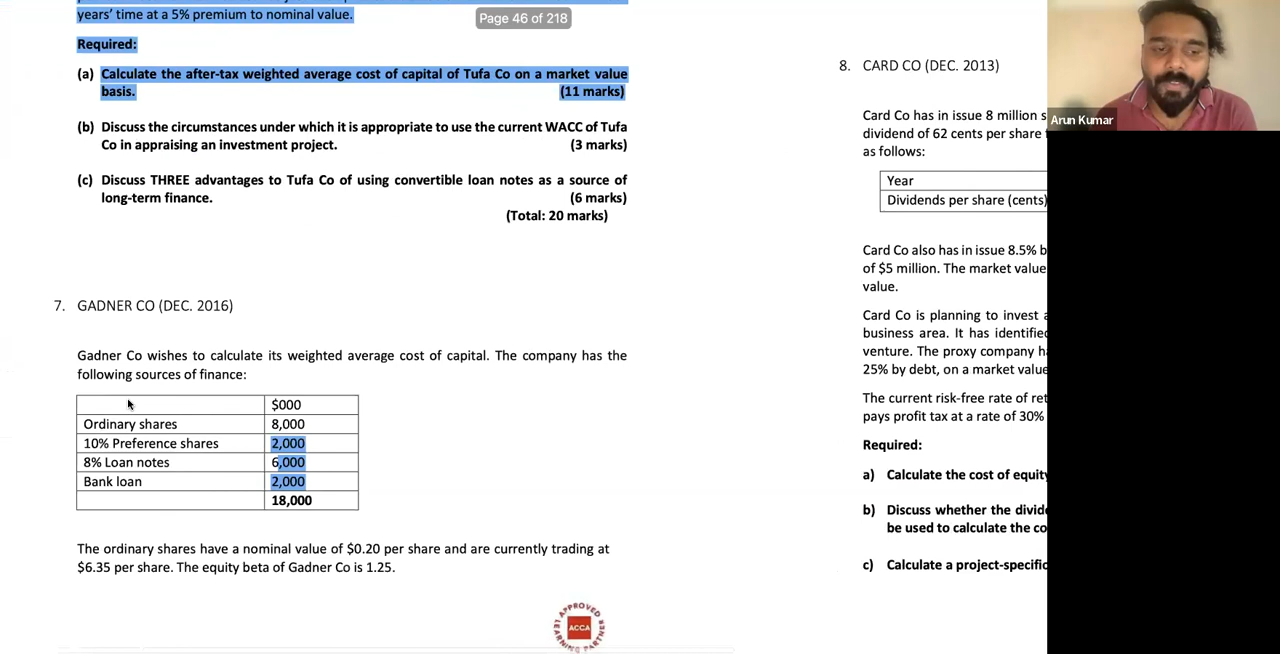 years' time at a 5% premium to nominal value.
Page 46 of 218
Required:
(a) Calculate the after-tax weighted average cost of capital of Tufa Co on a market value
basis. (11 marks)
(b) Discuss the circumstances under which it is appropriate to use the current WACC of Tufa
Co in appraising an investment project. (3 marks)
(c) Discuss THREE advantages to Tufa Co of using convertible loan notes as a source of
long-term finance. (6 marks)
(Total: 20 marks)
7. GADNER CO (DEC. 2016)
Gadner Co wishes to calculate its weighted average cost of capital. The company has the
following sources of finance:
$000
Ordinary shares 8,000
10% Preference shares 2,000
8% Loan notes 6,000
Bank loan 2,000
18,000
The ordinary shares have a nominal value of $0.20 per share and are currently trading at
$6.35 per share. The equity beta of Gadner Co is 1.25.
APPROVED
ACCA
LEARNING PARTNER
8. CARD CO (DEC. 2013)
Card Co has in issue 8 million
dividend of 62 cents per share
as follows:
Year
Dividends per share (cents)
Card Co also has in issue 8.5%
of $5 million. The market value
value.
Card Co is planning to invest
business area. It has identified
venture. The proxy company
25% by debt, on a market value
The current risk-free rate of
pays profit tax at a rate of 30%
Required:
a) Calculate the cost of equity
b) Discuss whether the
be used to calculate the
c) Calculate a project-specific
Arun Kumar